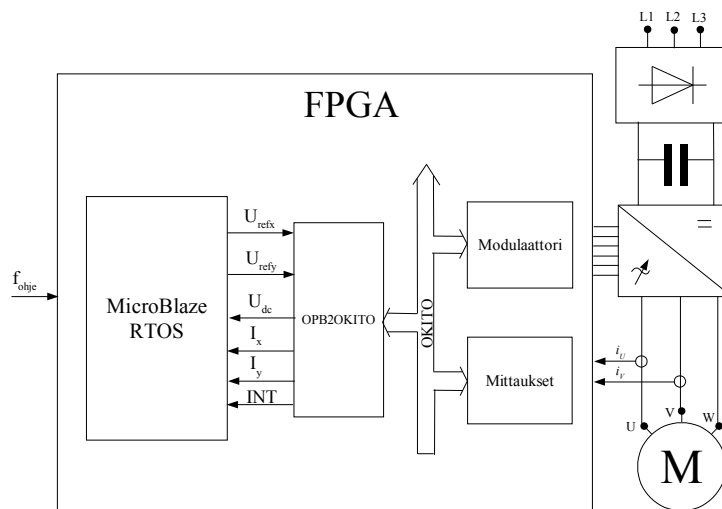 L1 L2 L3
FPGA
U_refx
U_refy
U_dc
I_x
I_y
INT
f_ohje
MicroBlaze
RTOS
OPB2OKITO
OKITO
Modulaattori
Mittaukset
i_U
i_V
U V W
M